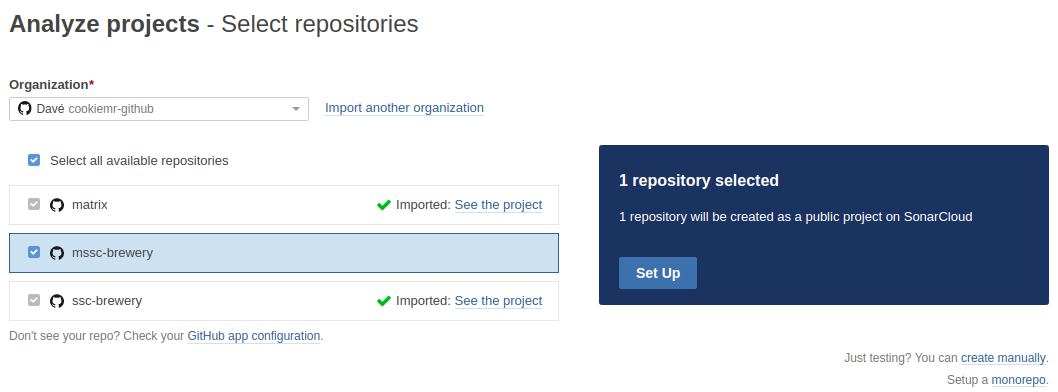 Analyze projects - Select repositories
Organization*
Davé cookiemr-github
Import another organization
Select all available repositories
matrix
Imported: See the project
mssc-brewery
ssc-brewery
Imported: See the project
Don't see your repo? Check your GitHub app configuration.
1 repository selected
1 repository will be created as a public project on SonarCloud
Set Up
Just testing? You can create manually.
Setup a monorepo.